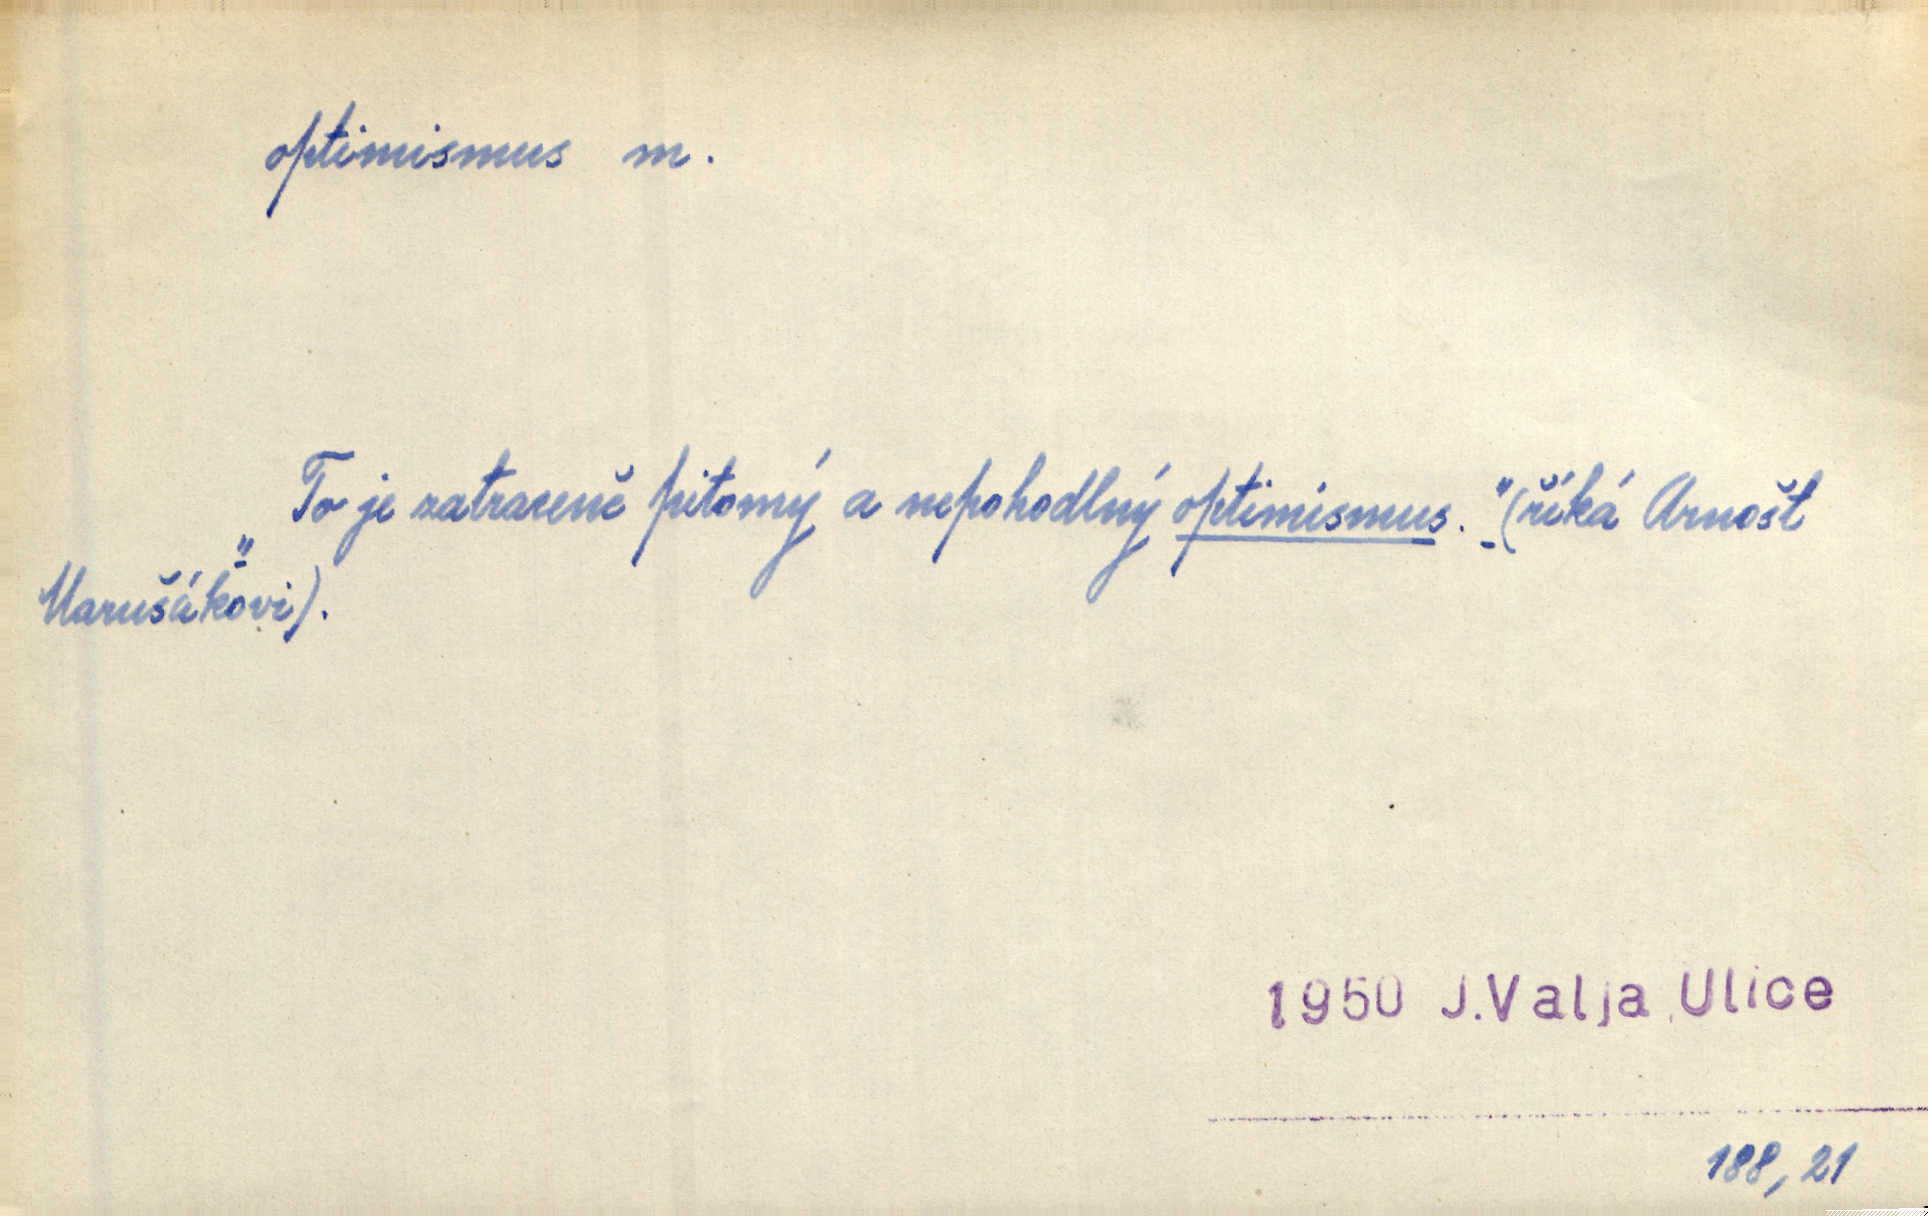 optimismus m.
To je zatraceně pitomý a nepohodlný optimismus." (říká Arnošt
Marušákovi").
1950 J.Valja, Ulice
188, 21